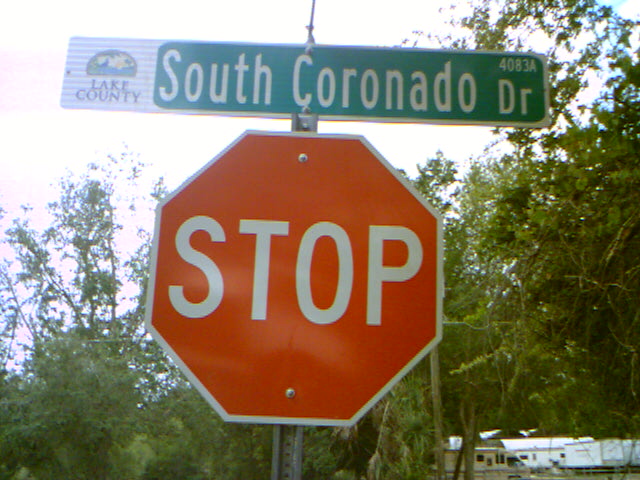 LAKE
COUNTY
South Coronado Dr
4083A
STOP